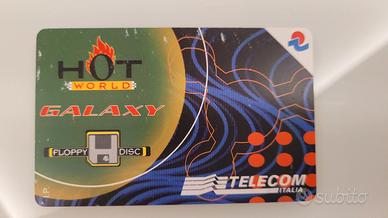 HOT
WORLD
GALAXY
FLOPPY DISC
P.
TELECOM
ITALIA
subito